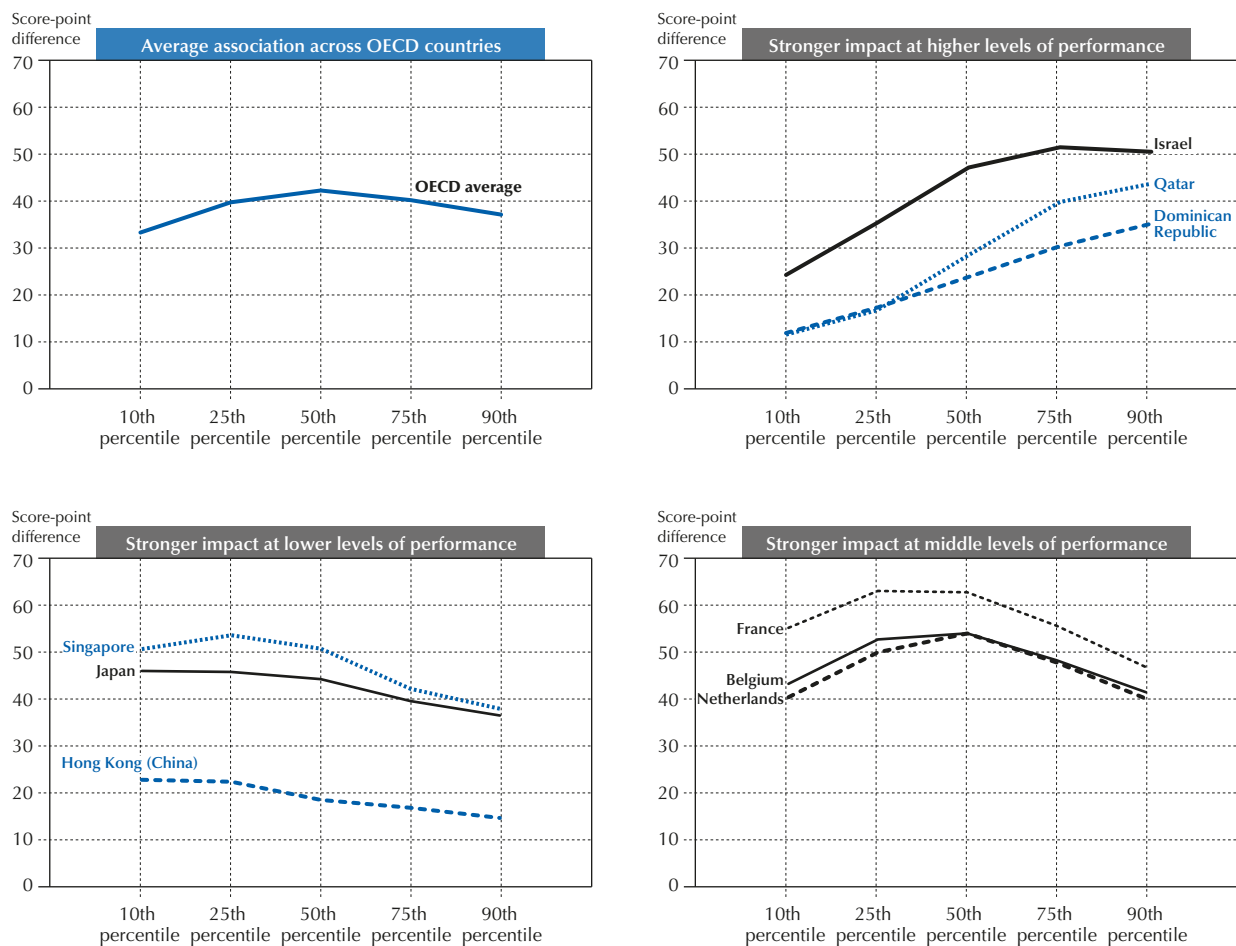 Score-point
difference
Average association across OECD countries
70
60
50
40
30
20
10
0
OECD average
10th
percentile
25th
percentile
50th
percentile
75th
percentile
90th
percentile
Score-point
difference
Stronger impact at higher levels of performance
70
60
50
40
30
20
10
0
Israel
Qatar
Dominican
Republic
10th
percentile
25th
percentile
50th
percentile
75th
percentile
90th
percentile
Score-point
difference
Stronger impact at lower levels of performance
70
60
50
40
30
20
10
0
Singapore
Japan
Hong Kong (China)
10th
percentile
25th
percentile
50th
percentile
75th
percentile
90th
percentile
Score-point
difference
Stronger impact at middle levels of performance
70
60
50
40
30
20
10
0
France
Belgium
Netherlands
10th
percentile
25th
percentile
50th
percentile
75th
percentile
90th
percentile